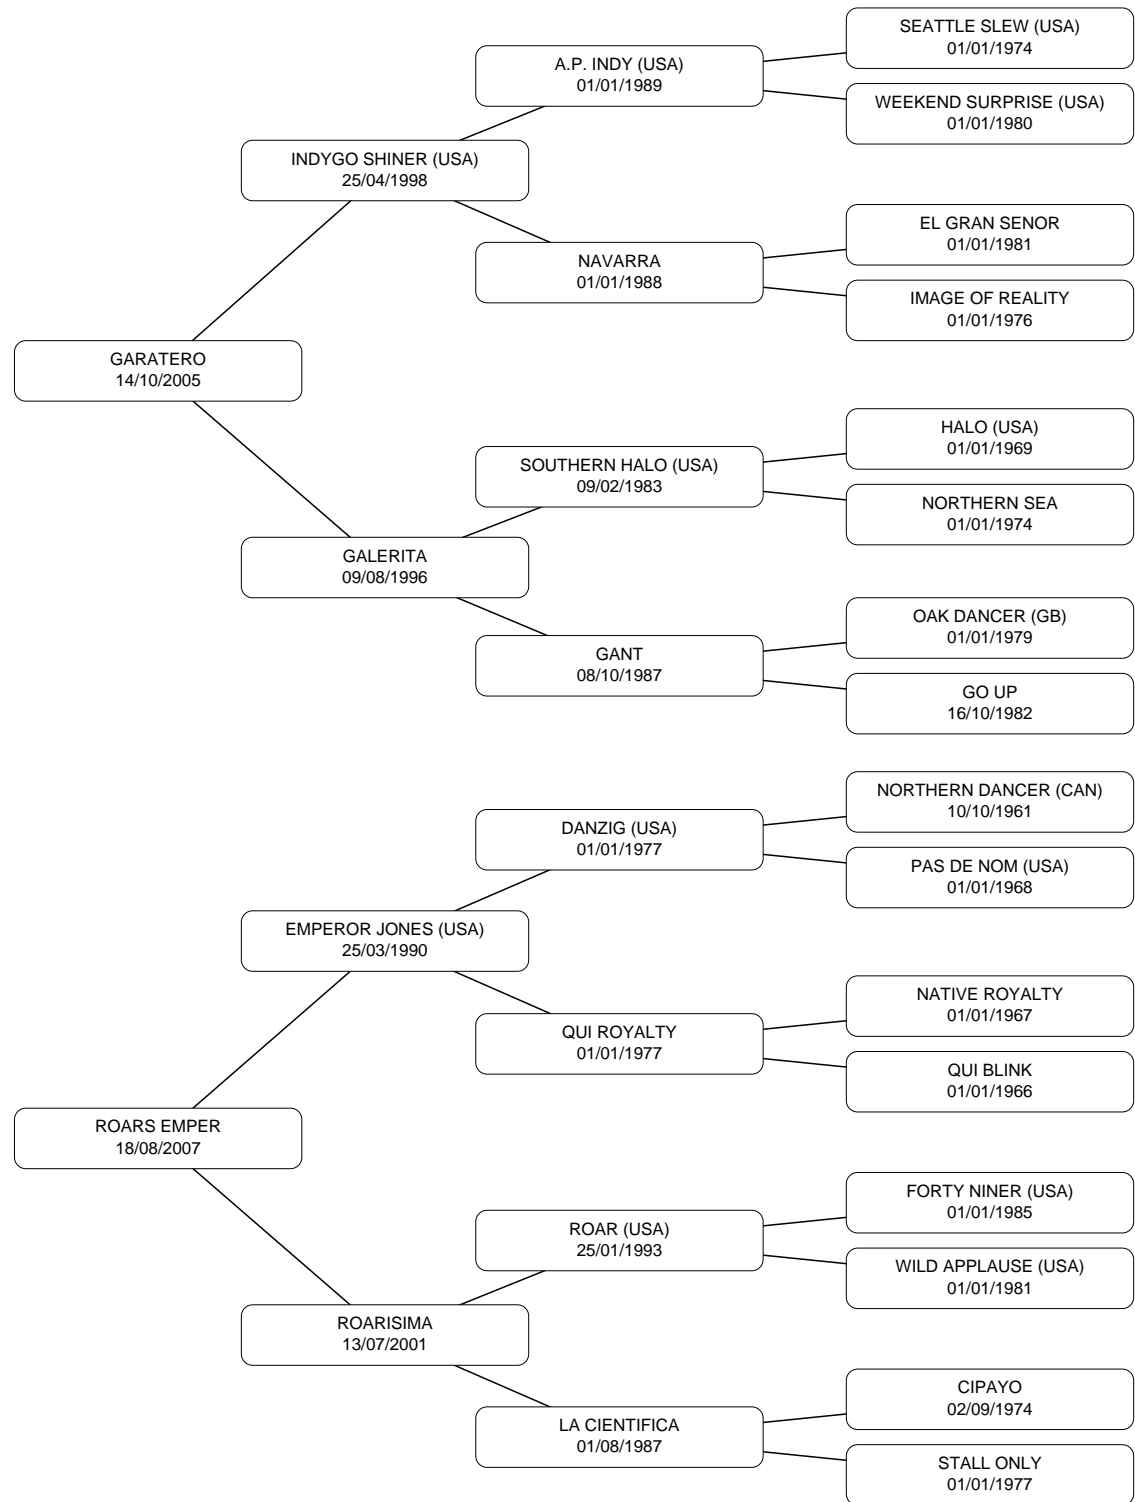 SEATTLE SLEW (USA)
01/01/1974
A.P. INDY (USA)
01/01/1989
WEEKEND SURPRISE (USA)
01/01/1980
INDYGO SHINER (USA)
25/04/1998
EL GRAN SENOR
01/01/1981
NAVARRA
01/01/1988
IMAGE OF REALITY
01/01/1976
GARATERO
14/10/2005
HALO (USA)
01/01/1969
SOUTHERN HALO (USA)
09/02/1983
NORTHERN SEA
01/01/1974
GALERITA
09/08/1996
OAK DANCER (GB)
01/01/1979
GANT
08/10/1987
GO UP
16/10/1982
NORTHERN DANCER (CAN)
10/10/1961
DANZIG (USA)
01/01/1977
PAS DE NOM (USA)
01/01/1968
EMPEROR JONES (USA)
25/03/1990
NATIVE ROYALTY
01/01/1967
QUI ROYALTY
01/01/1977
QUI BLINK
01/01/1966
ROARS EMPER
18/08/2007
FORTY NINER (USA)
01/01/1985
ROAR (USA)
25/01/1993
WILD APPLAUSE (USA)
01/01/1981
ROARISIMA
13/07/2001
CIPAYO
02/09/1974
LA CIENTIFICA
01/08/1987
STALL ONLY
01/01/1977